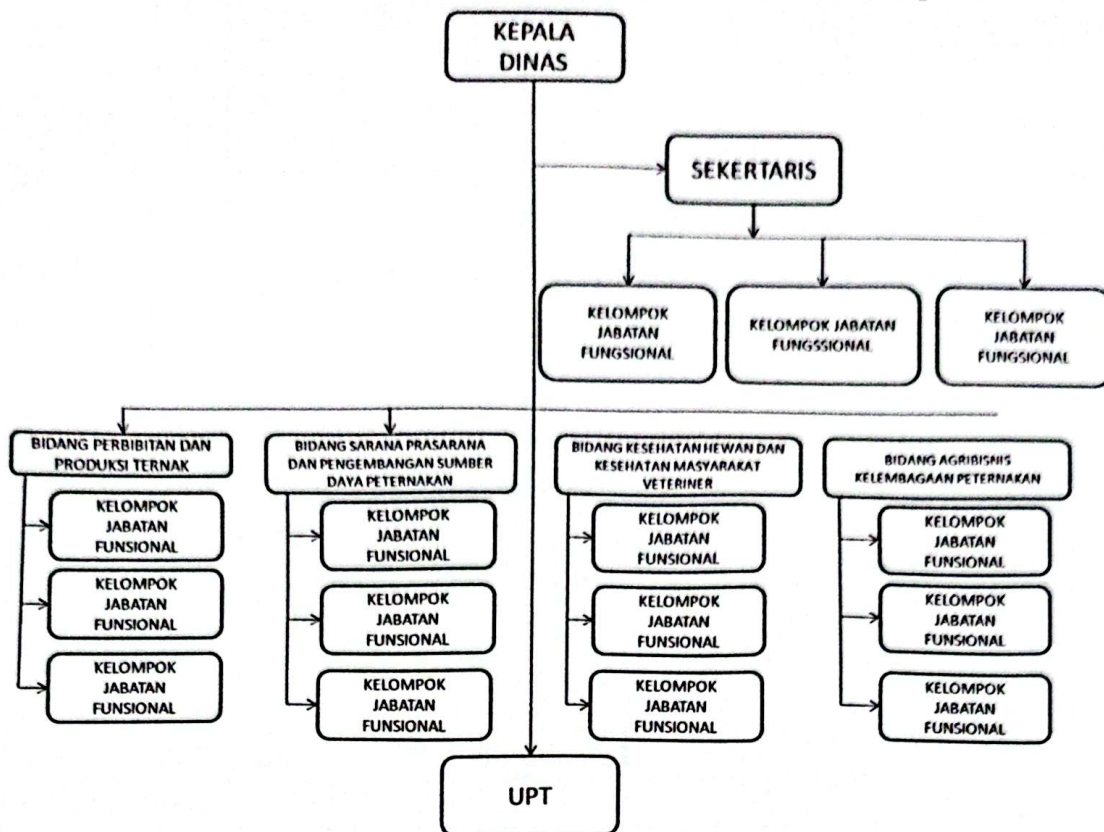 KEPALA
DINAS
SEKERTARIS
KELOMPOK
JABATAN
FUNGSIONAL
KELOMPOK JABATAN
FUNGSSIONAL
KELOMPOK
JABATAN
FUNGSIONAL
BIDANG PERBIBITAN DAN
PRODUKSI TERNAK
KELOMPOK
JABATAN
FUNSIONAL
KELOMPOK
JABATAN
FUNSIONAL
KELOMPOK
JABATAN
FUNSIONAL
BIDANG SARANA PRASARANA
DAN PENGEMBANGAN SUMBER
DAYA PETERNAKAN
KELOMPOK
JABATAN
FUNSIONAL
KELOMPOK
JABATAN
FUNSIONAL
KELOMPOK
JABATAN
FUNSIONAL
BIDANG KESEHATAN HEWAN DAN
KESEHATAN MASYARAKAT
VETERINER
KELOMPOK
JABATAN
FUNSIONAL
KELOMPOK
JABATAN
FUNSIONAL
KELOMPOK
JABATAN
FUNSIONAL
BIDANG AGRIBISNIS
KELEMBAGAAN PETERNAKAN
KELOMPOK
JABATAN
FUNSIONAL
KELOMPOK
JABATAN
FUNSIONAL
KELOMPOK
JABATAN
FUNSIONAL
UPT